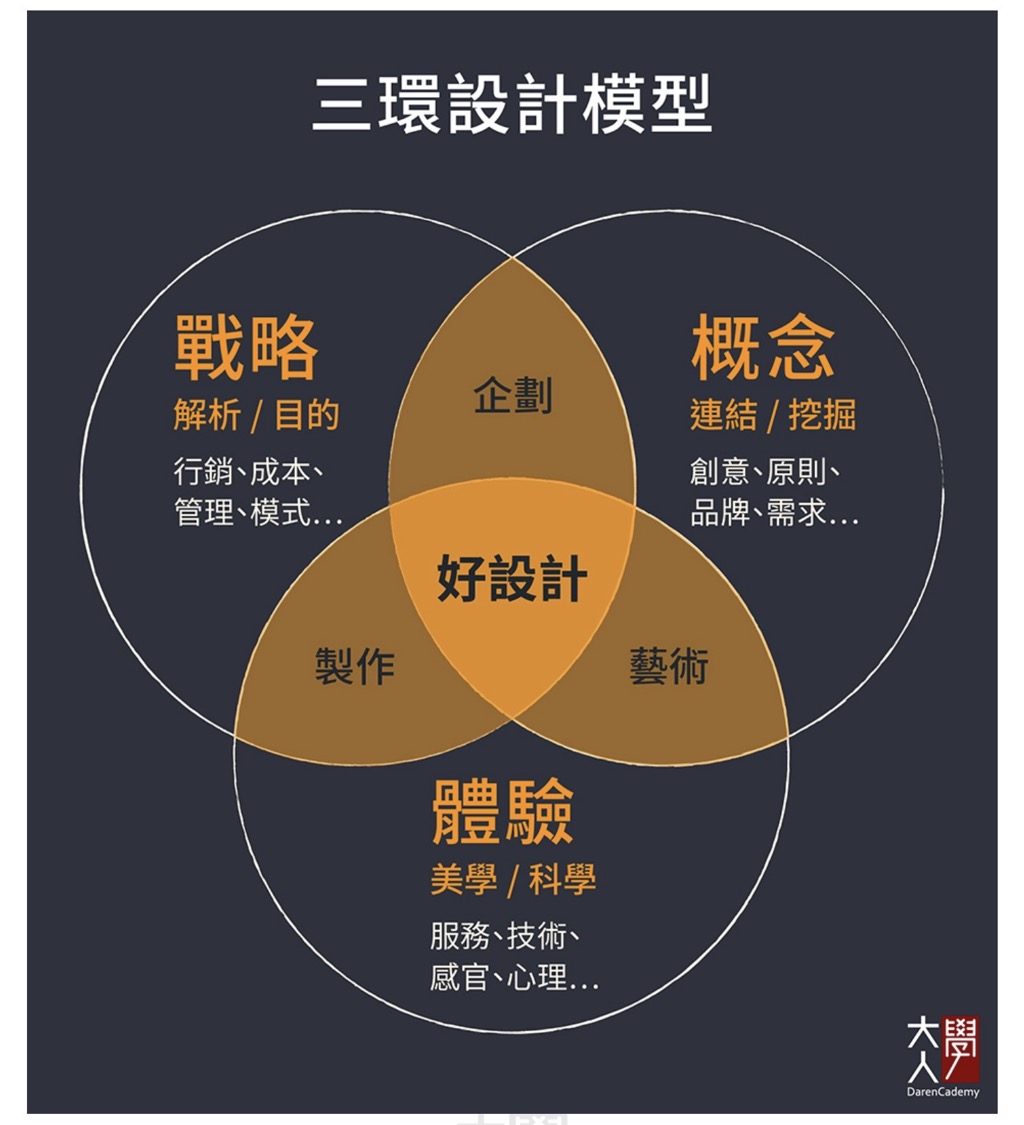 三環設計模型
戰略
解析 / 目的
行銷、成本、
管理、模式...
概念
連結 / 挖掘
創意、原則、
品牌、需求...
企劃
好設計
製作
藝術
體驗
美學 / 科學
服務、技術、
感官、心理...
大學
人
DarenCademy